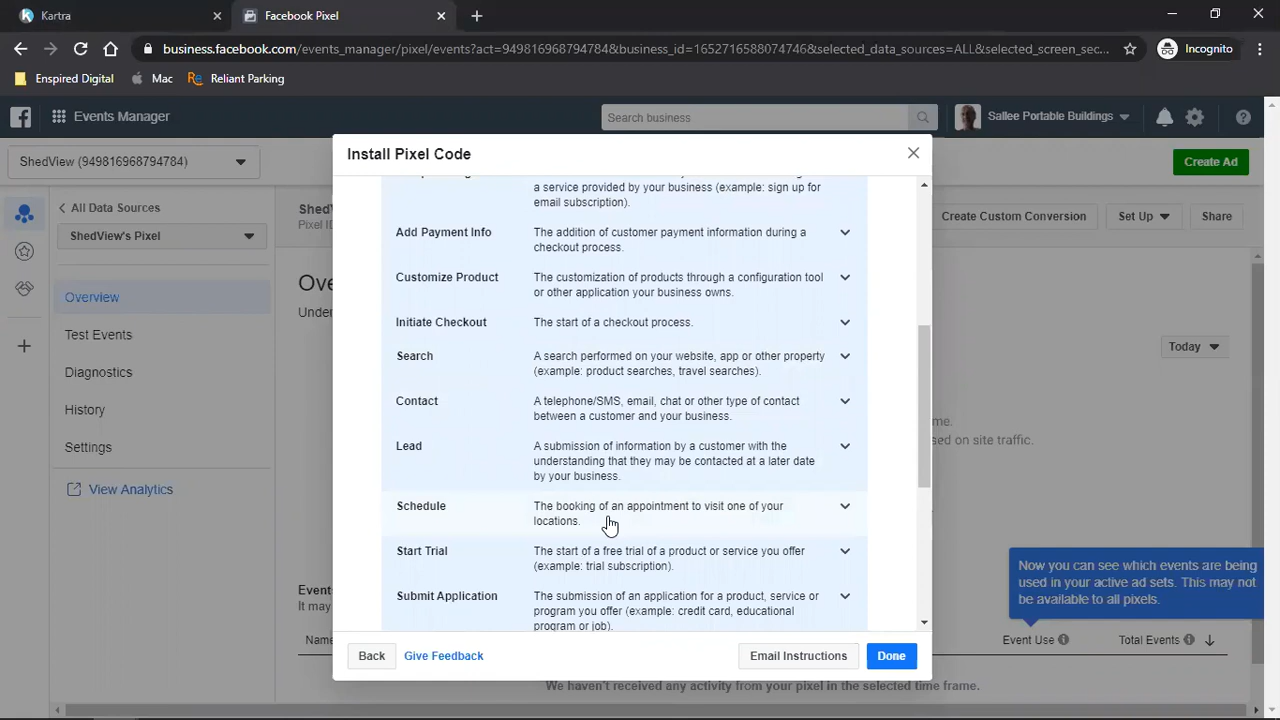 Kartra
Facebook Pixel
business.facebook.com/events_manager/pixel/events?act=949816968794784&business_id=1652716588074746&selected_data_sources=ALL&selected_screen_sec...
Incognito
Enspired Digital
Mac
Reliant Parking
Events Manager
Search business
Sallee Portable Buildings
ShedView (949816968794784)
Install Pixel Code
Create Ad
All Data Sources
ShedView's Pixel
ShedV
Pixel ID
Create Custom Conversion
Set Up
Share
Overview
Test Events
Diagnostics
History
Settings
View Analytics
Ove
Under
Today
a service provided by your business (example: sign up for
email subscription).
Add Payment Info
The addition of customer payment information during a
checkout process.
Customize Product
The customization of products through a configuration tool
or other application your business owns.
Initiate Checkout
The start of a checkout process.
Search
A search performed on your website, app or other property
(example: product searches, travel searches).
Contact
A telephone/SMS, email, chat or other type of contact
between a customer and your business.
Lead
A submission of information by a customer with the
understanding that they may be contacted at a later date
by your business.
Schedule
The booking of an appointment to visit one of your
locations.
Start Trial
The start of a free trial of a product or service you offer
(example: trial subscription).
Submit Application
The submission of an application for a product, service or
program you offer (example: credit card, educational
program or job).
me.
ed on site traffic.
Now you can see which events are being
used in your active ad sets. This may not
be available to all pixels.
Events
It may
Nam
Event Use
Total Events
Back
Give Feedback
Email Instructions
Done
We haven't received any activity from your pixel in the selected time frame.